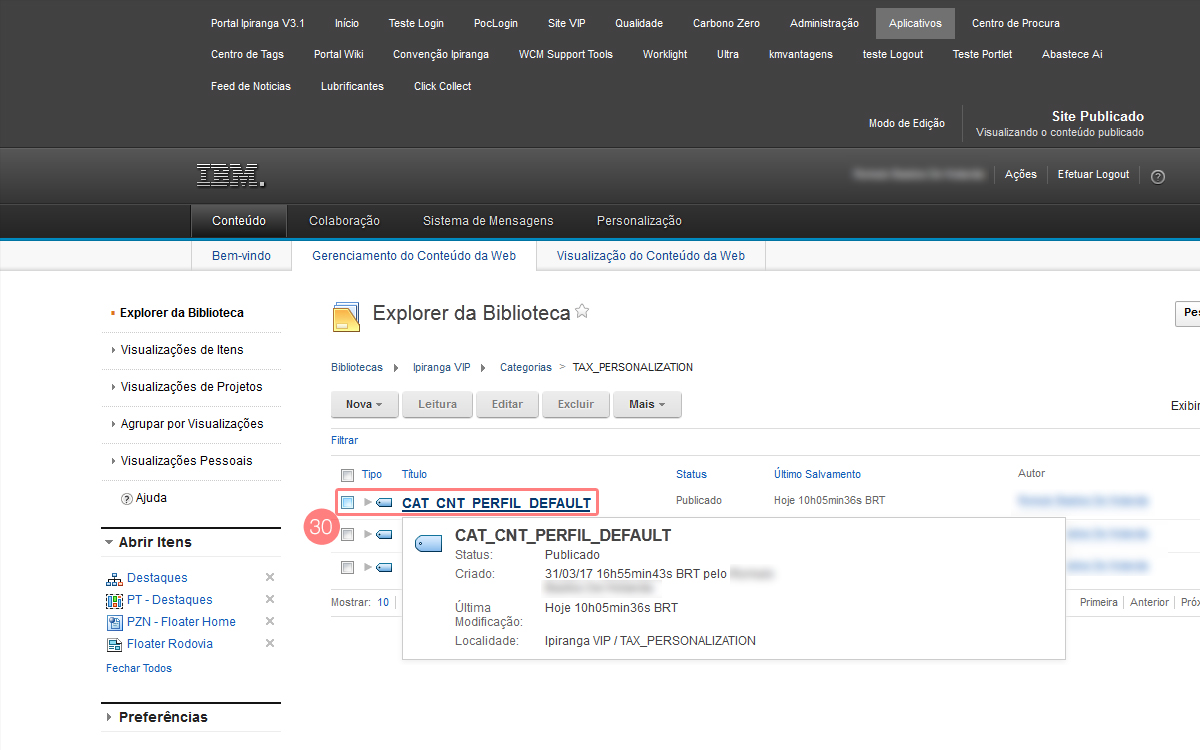 Portal Ipiranga V3.1 Início Teste Login PocLogin Site VIP Qualidade Carbono Zero Administração Aplicativos Centro de Procura
Centro de Tags Portal Wiki Convenção Ipiranga WCM Support Tools Worklight Ultra kmvantagens teste Logout Teste Portlet Abastece Ai
Feed de Noticias Lubrificantes Click Collect
Modo de Edição
Site Publicado
Visualizando o conteúdo publicado
IBM.
Ações Efetuar Logout ?
Conteúdo Colaboração Sistema de Mensagens Personalização
Bem-vindo Gerenciamento do Conteúdo da Web Visualização do Conteúdo da Web
Explorer da Biblioteca
Visualizações de Itens
Visualizações de Projetos
Agrupar por Visualizações
Visualizações Pessoais
? Ajuda
Abrir Itens
Destaques
PT - Destaques
PZN - Floater Home
Floater Rodovia
Fechar Todos
Preferências
Explorer da Biblioteca
Pes
Bibliotecas Ipiranga VIP Categorias > TAX_PERSONALIZATION
Nova Leitura Editar Excluir Mais
Exibir
Filtrar
Tipo Título Status Último Salvamento Autor
CAT_CNT_PERFIL_DEFAULT Publicado Hoje 10h05min36s BRT
30
CAT_CNT_PERFIL_DEFAULT
Status: Publicado
Criado: 31/03/17 16h55min43s BRT pelo
Última
Modificação:
Hoje 10h05min36s BRT
Localidade: Ipiranga VIP / TAX_PERSONALIZATION
Mostrar: 10
Primeira Anterior Próx